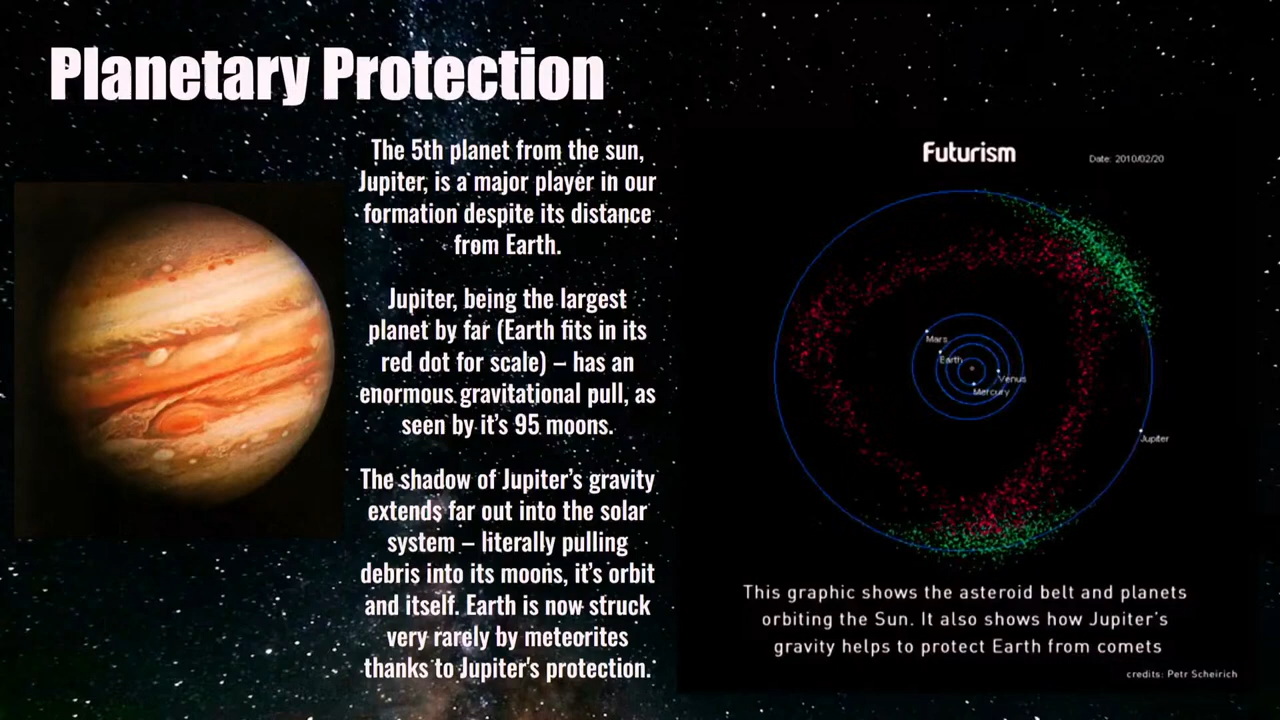 Planetary Protection
The 5th planet from the sun,
Jupiter, is a major player in our
formation despite its distance
from Earth.
Jupiter, being the largest
planet by far (Earth fits in its
red dot for scale) – has an
enormous gravitational pull, as
seen by it’s 95 moons.
The shadow of Jupiter’s gravity
extends far out into the solar
system – literally pulling
debris into its moons, it’s orbit
and itself. Earth is now struck
very rarely by meteorites
thanks to Jupiter's protection.
Futurism
Date: 2010/02/20
Mars
Earth
Venus
Mercury
Jupiter
This graphic shows the asteroid belt and planets
orbiting the Sun. It also shows how Jupiter's
gravity helps to protect Earth from comets
credits: Petr Scheirich